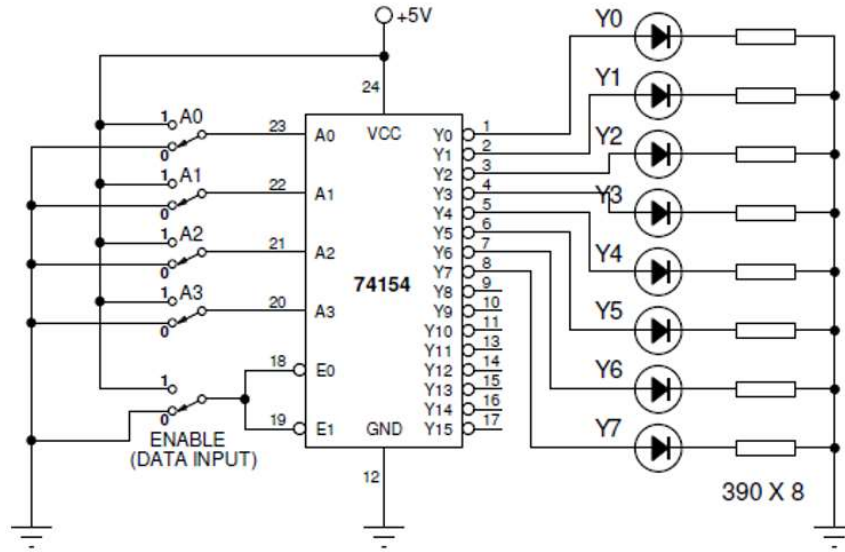 +5V
24
1 A0
0
1 A1
0
1 A2
0
1 A3
0
1
0
ENABLE
(DATA INPUT)
23
22
21
20
18
19
A0
A1
A2
A3
E0
E1
VCC
74154
GND
12
Y0
Y1
Y2
Y3
Y4
Y5
Y6
Y7
Y8
Y9
Y10
Y11
Y12
Y13
Y14
Y15
1
2
3
4
5
6
7
8
9
10
11
13
14
15
16
17
Y0
Y1
Y2
Y3
Y4
Y5
Y6
Y7
390 X 8